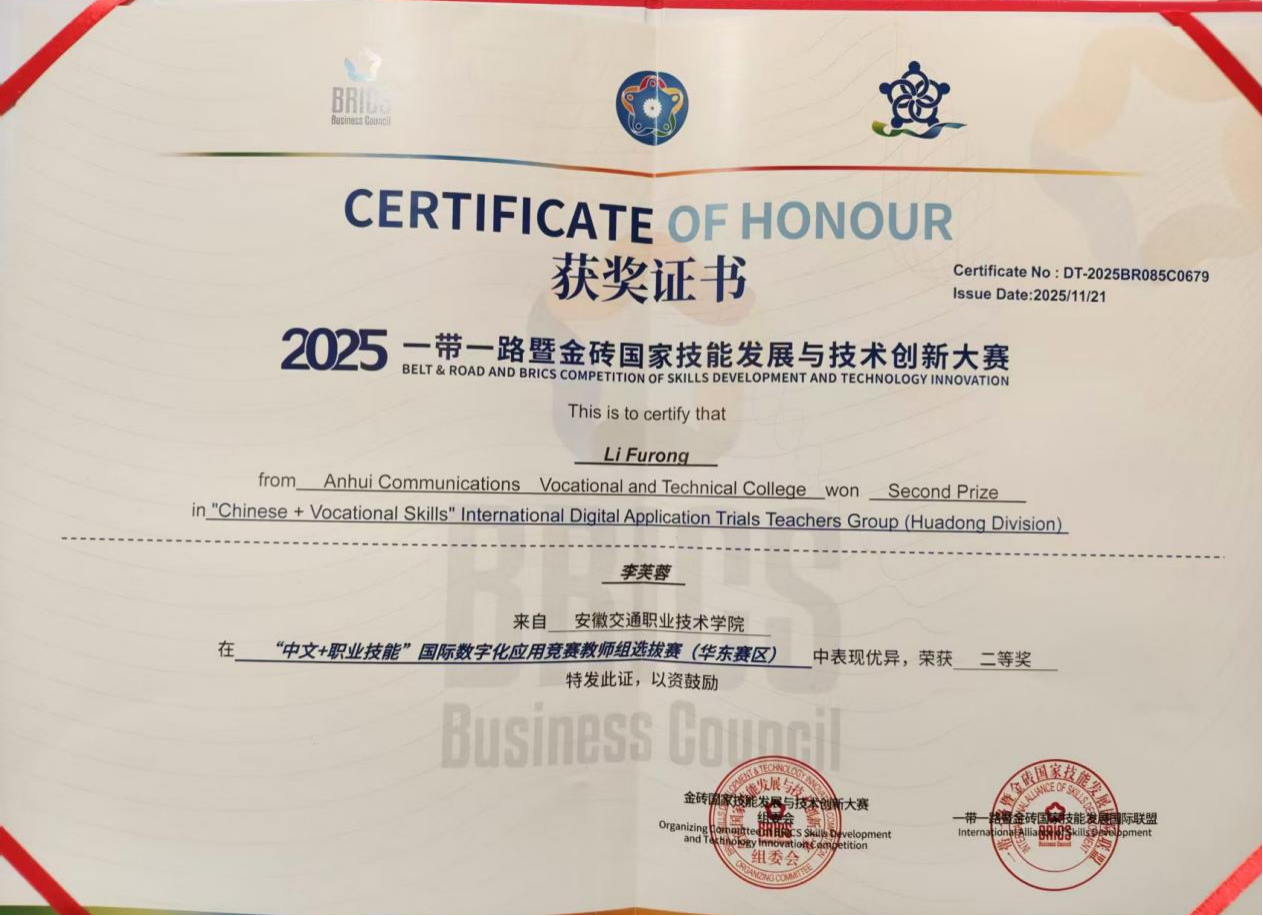 BRICS
Business Council
CERTIFICATE OF HONOUR
获奖证书
Certificate No : DT-2025BR085C0679
Issue Date:2025/11/21
2025 一带一路暨金砖国家技能发展与技术创新大赛
BELT & ROAD AND BRICS COMPETITION OF SKILLS DEVELOPMENT AND TECHNOLOGY INNOVATION
This is to certify that
Li Furong
from Anhui Communications Vocational and Technical College won Second Prize
in "Chinese + Vocational Skills" International Digital Application Trials Teachers Group (Huadong Division)
李芙蓉
来自 安徽交通职业技术学院
在 “中文+职业技能”国际数字化应用竞赛教师组选拔赛（华东赛区） 中表现优异，荣获 二等奖
特发此证，以资鼓励
BRICS
Business Council
金砖国家技能发展与技术创新大赛
组委会
Organizing Committee of BRICS Skills Development
and Technology Innovation Competition
组委会
ORGANIZING COMMITTEE
一带一路暨金砖国家技能发展国际联盟
International Alliance of Skills Development
BRICS